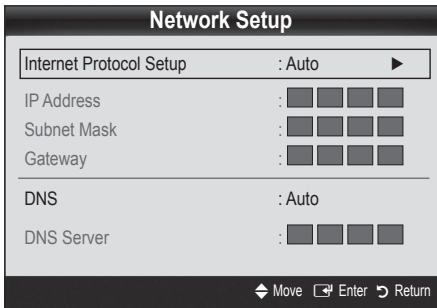 Network Setup
Internet Protocol Setup : Auto ►
IP Address :
Subnet Mask :
Gateway :
DNS : Auto
DNS Server :
Move Enter Return